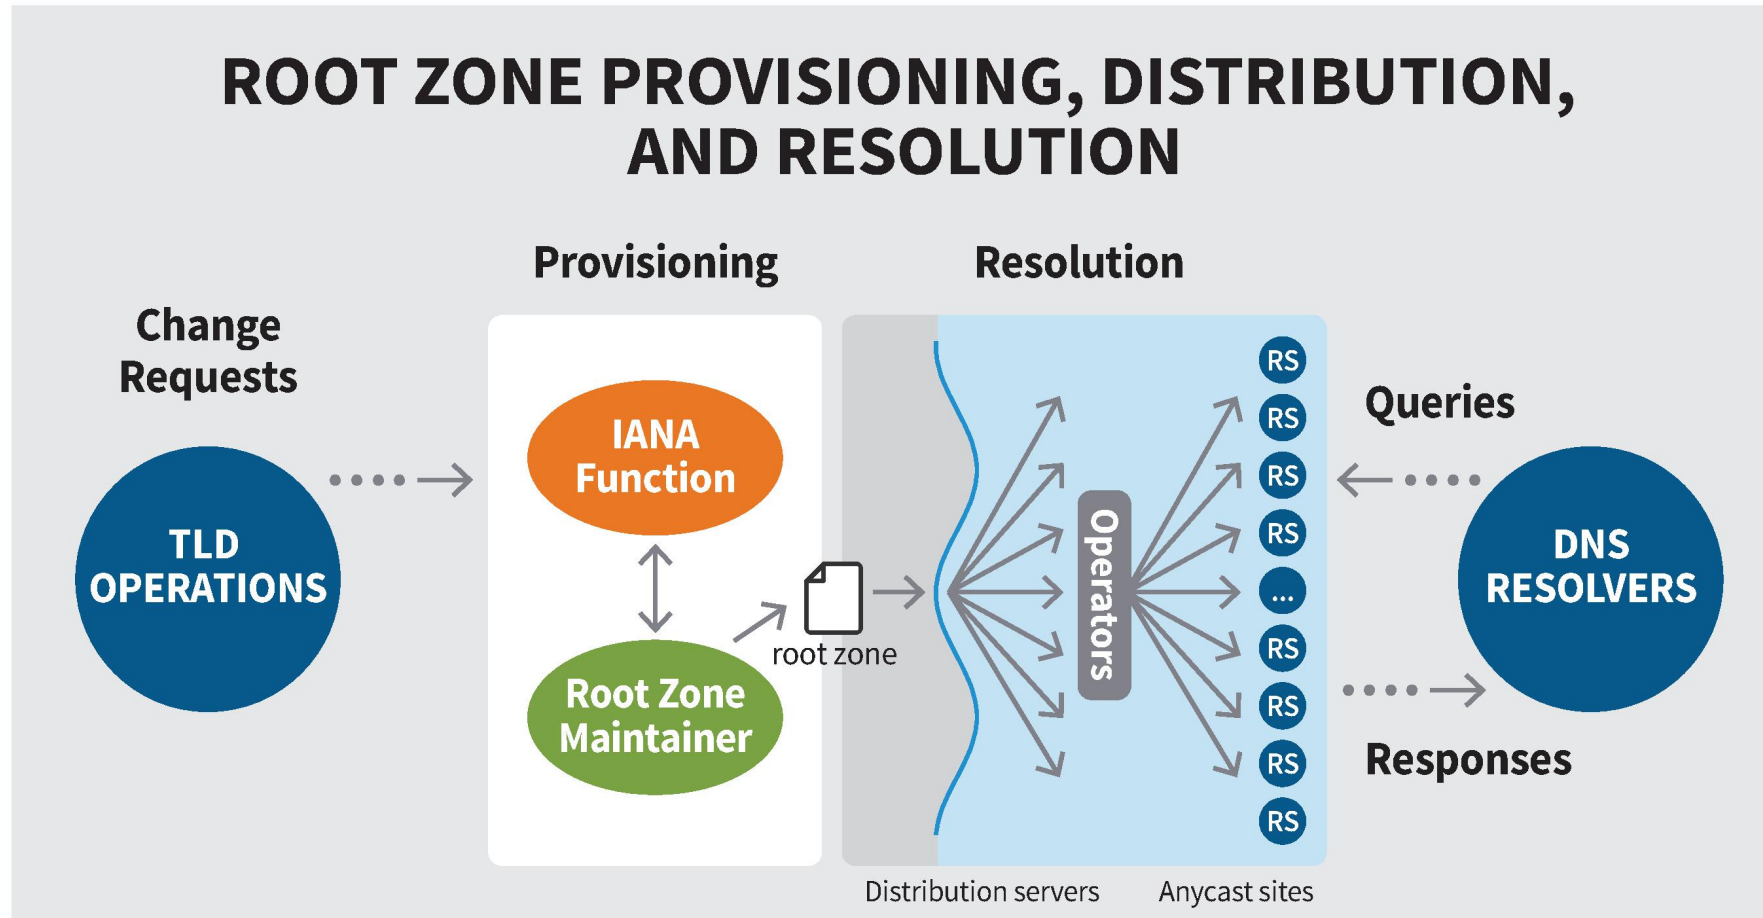 ROOT ZONE PROVISIONING, DISTRIBUTION,
AND RESOLUTION
Provisioning
Resolution
Change
Requests
TLD
OPERATIONS
IANA
Function
Root Zone
Maintainer
root zone
Operators
RS
RS
RS
RS
...
RS
RS
RS
RS
Queries
DNS
RESOLVERS
Responses
Distribution servers
Anycast sites